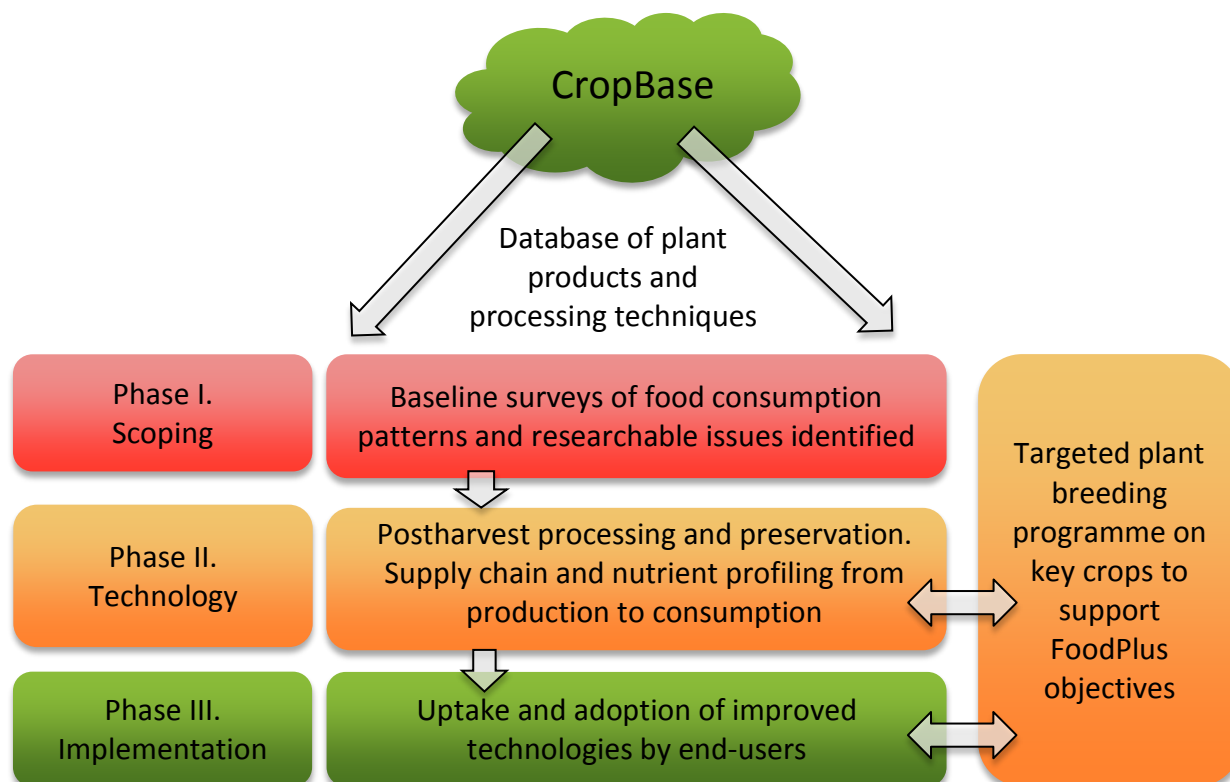 CropBase
Database of plant
products and
processing techniques
Phase I.
Scoping
Baseline surveys of food consumption
patterns and researchable issues identified
Phase II.
Technology
Postharvest processing and preservation.
Supply chain and nutrient profiling from
production to consumption
Phase III.
Implementation
Uptake and adoption of improved
technologies by end-users
Targeted plant
breeding
programme on
key crops to
support
FoodPlus
objectives